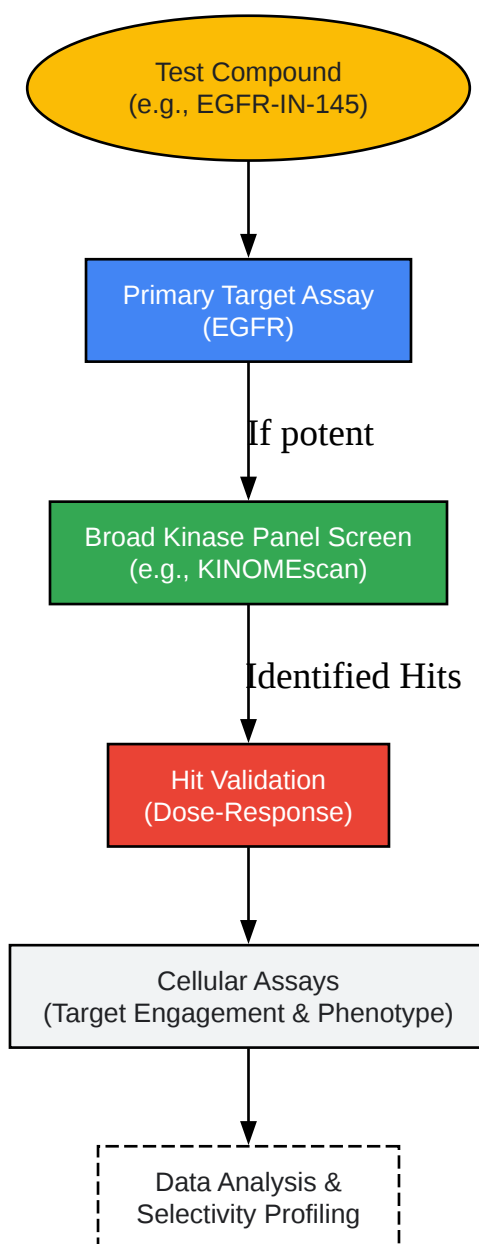 Test Compound
(e.g., EGFR-IN-145)
Primary Target Assay
(EGFR)
If potent
Broad Kinase Panel Screen
(e.g., KINOMEscan)
Identified Hits
Hit Validation
(Dose-Response)
Cellular Assays
(Target Engagement & Phenotype)
Data Analysis &
Selectivity Profiling